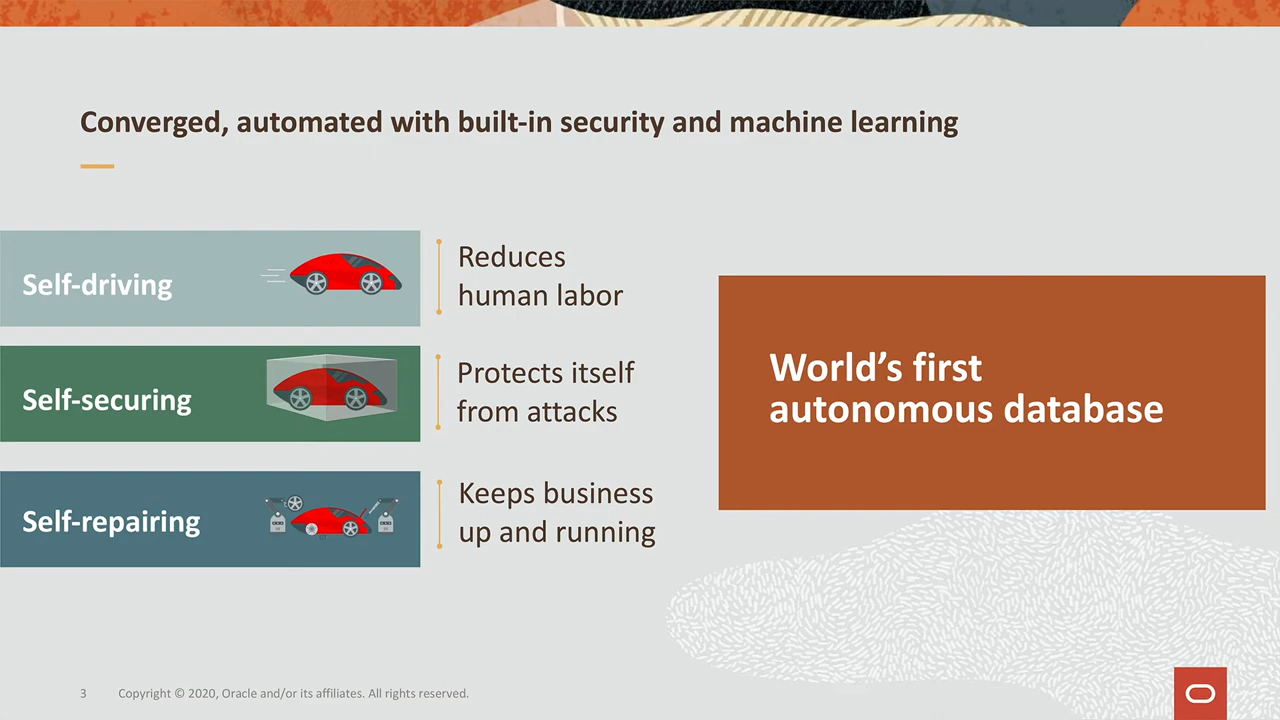 Converged, automated with built-in security and machine learning
Self-driving
Reduces
human labor
Self-securing
Protects itself
from attacks
Self-repairing
Keeps business
up and running
World’s first
autonomous database
3
Copyright © 2020, Oracle and/or its affiliates. All rights reserved.